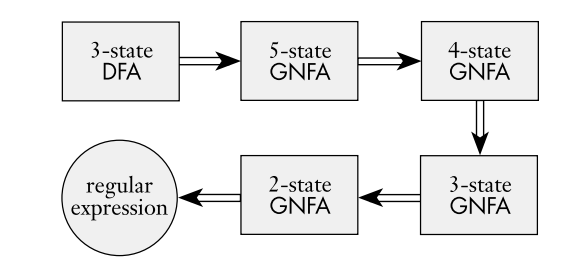 3-state
DFA
5-state
GNFA
4-state
GNFA
regular
expression
2-state
GNFA
3-state
GNFA